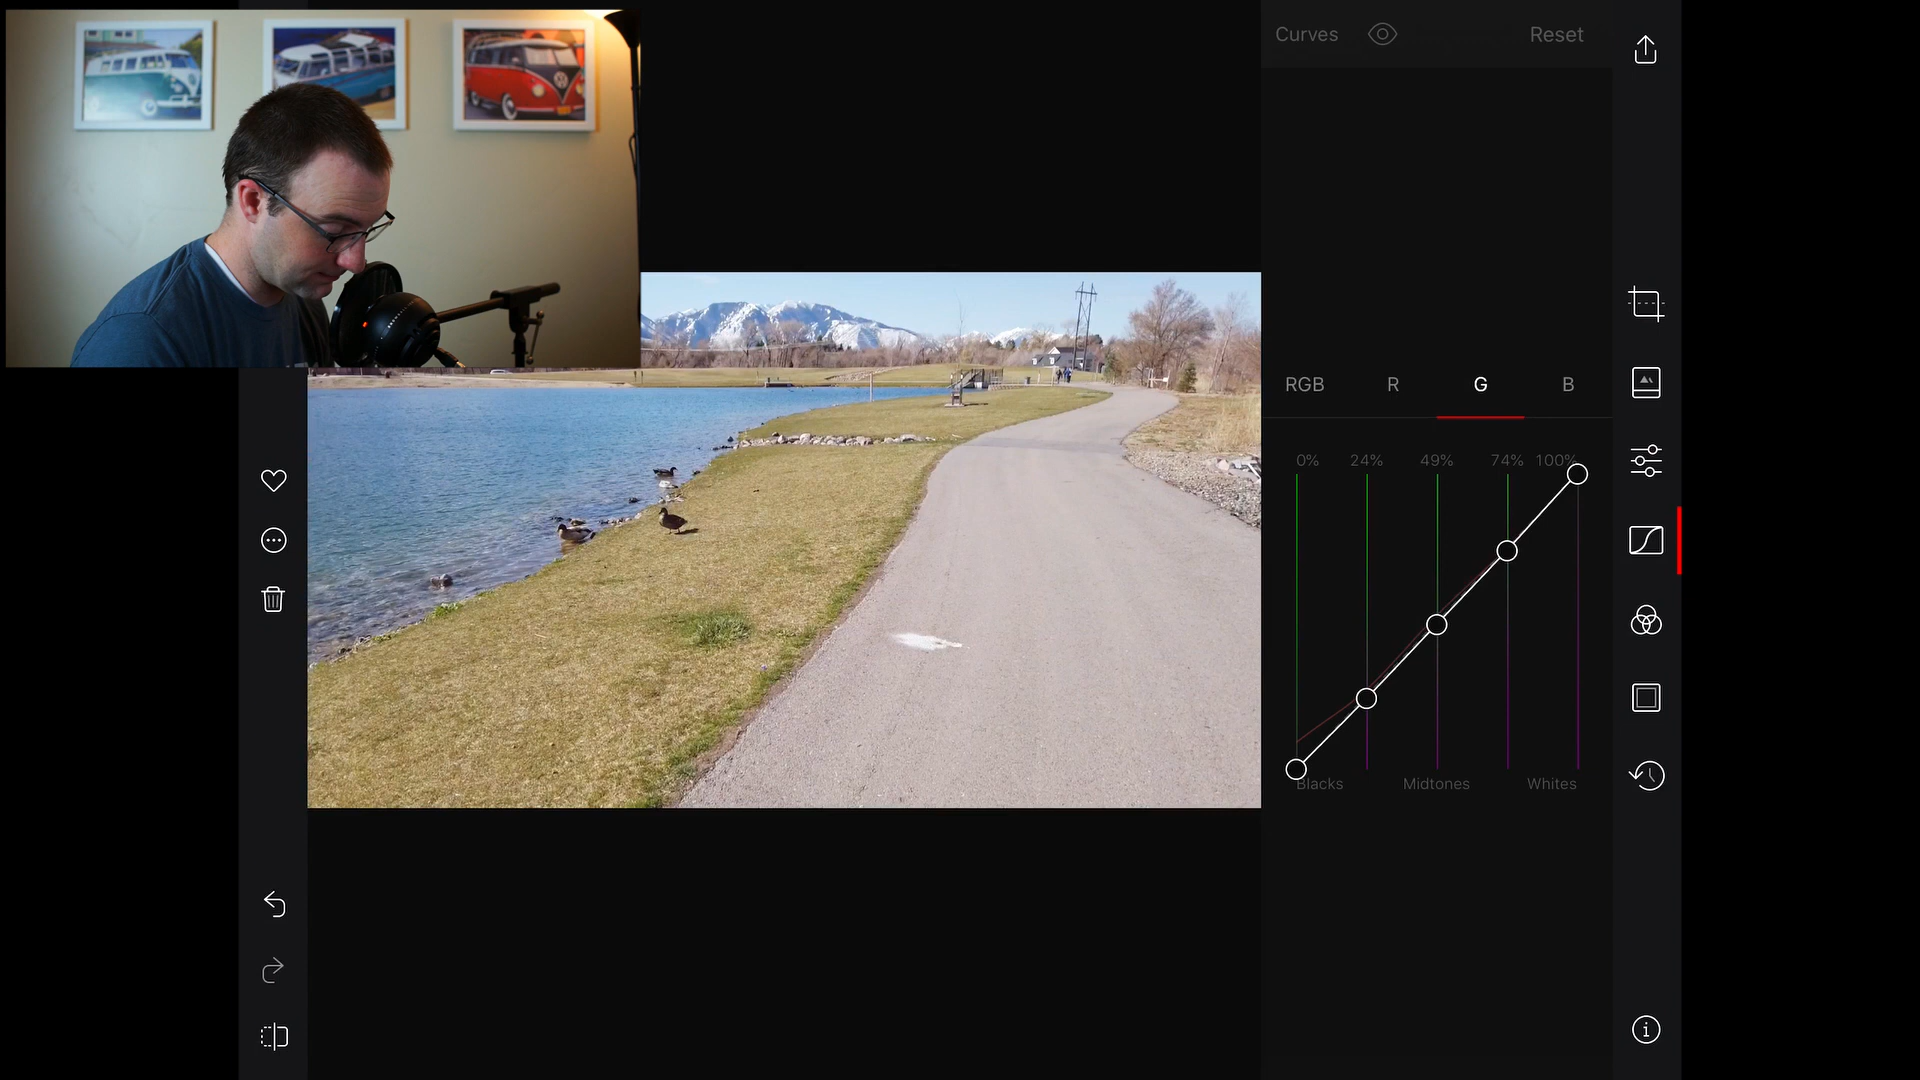 Curves
Reset
RGB R G B
0% 24% 49% 74% 100%
Blacks Midtones Whites